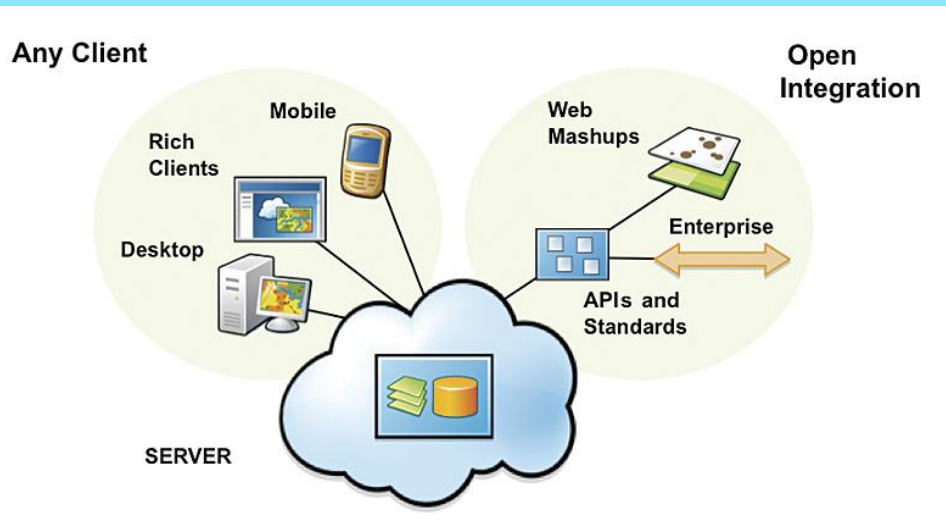 Any Client
Open
Integration
Mobile
Rich
Clients
Desktop
Web
Mashups
Enterprise
APIs and
Standards
SERVER